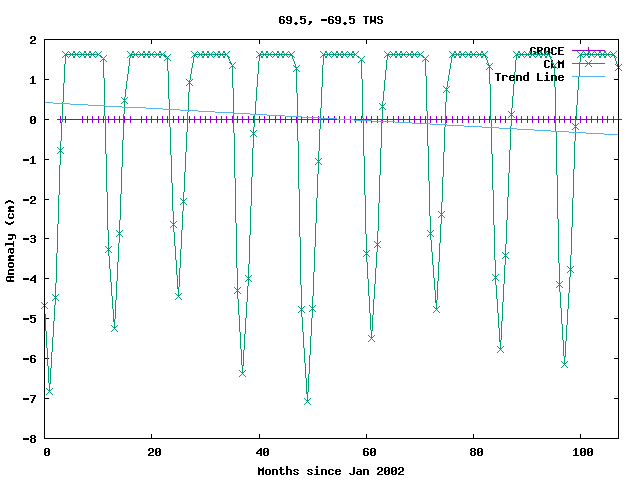 69.5, -69.5 TWS
GRACE
CLM
Trend Line
2
1
0
-1
-2
-3
-4
-5
-6
-7
-8
Anomaly (cm)
0 20 40 60 80 100
Months since Jan 2002